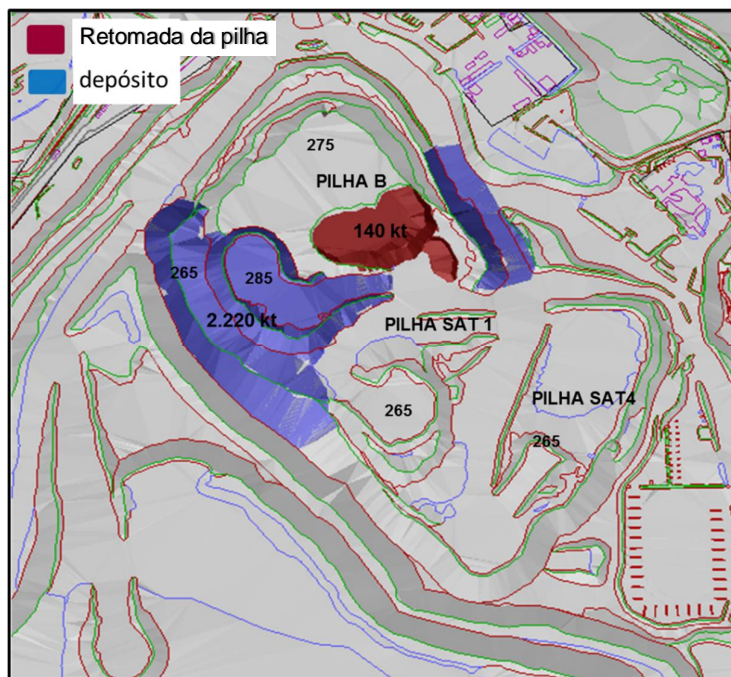 Retomada da pilha
depósito
275
PILHA B
140 kt
265
285
2.220 kt
PILHA SAT 1
PILHA SAT4
265
265